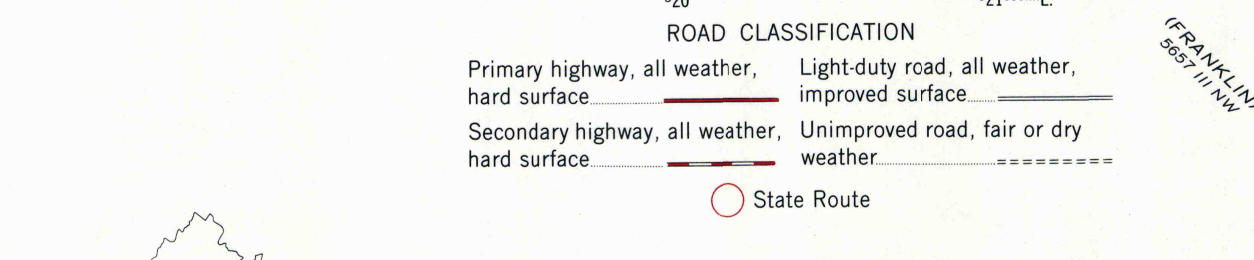 ROAD CLASSIFICATION
Primary highway, all weather,
hard surface
Light-duty road, all weather,
improved surface
Secondary highway, all weather,
hard surface
Unimproved road, fair or dry
weather
State Route
(FRANKLIN)
5657 III NW